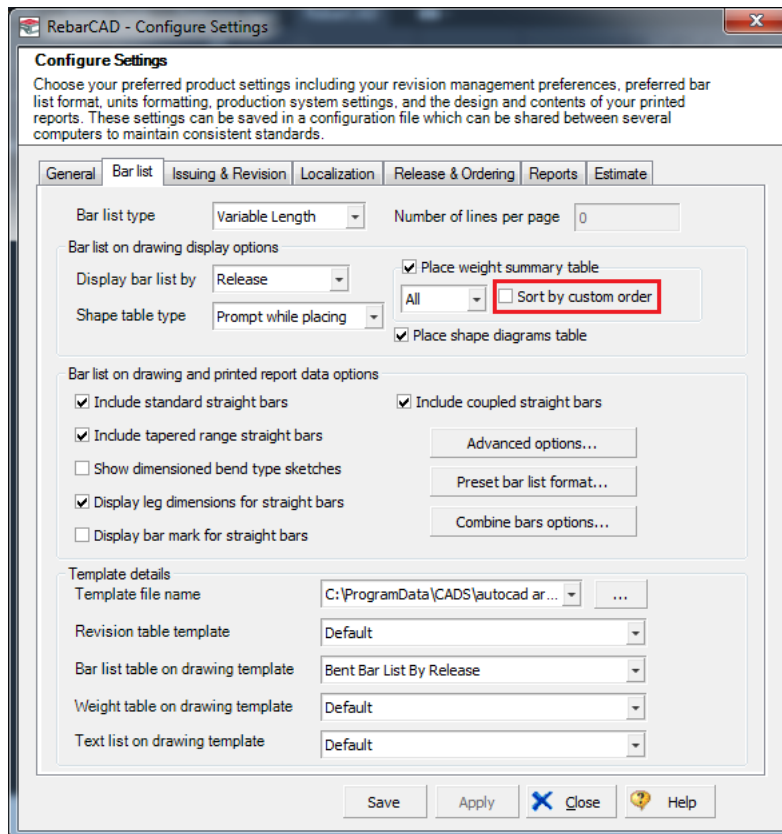 RebarCAD - Configure Settings
x
Configure Settings
Choose your preferred product settings including your revision management preferences, preferred bar
list format, units formatting, production system settings, and the design and contents of your printed
reports. These settings can be saved in a configuration file which can be shared between several
computers to maintain consistent standards.
General Bar list Issuing & Revision Localization Release & Ordering Reports Estimate
Bar list type Variable Length Number of lines per page 0
Bar list on drawing display options
Display bar list by Release Place weight summary table
All Sort by custom order
Shape table type Prompt while placing
Place shape diagrams table
Bar list on drawing and printed report data options
Include standard straight bars Include coupled straight bars
Include tapered range straight bars Advanced options...
Show dimensioned bend type sketches Preset bar list format...
Display leg dimensions for straight bars
Display bar mark for straight bars Combine bars options...
Template details
Template file name C:\ProgramData\CADS\autocad ar... ...
Revision table template Default
Bar list table on drawing template Bent Bar List By Release
Weight table on drawing template Default
Text list on drawing template Default
Save Apply Close Help